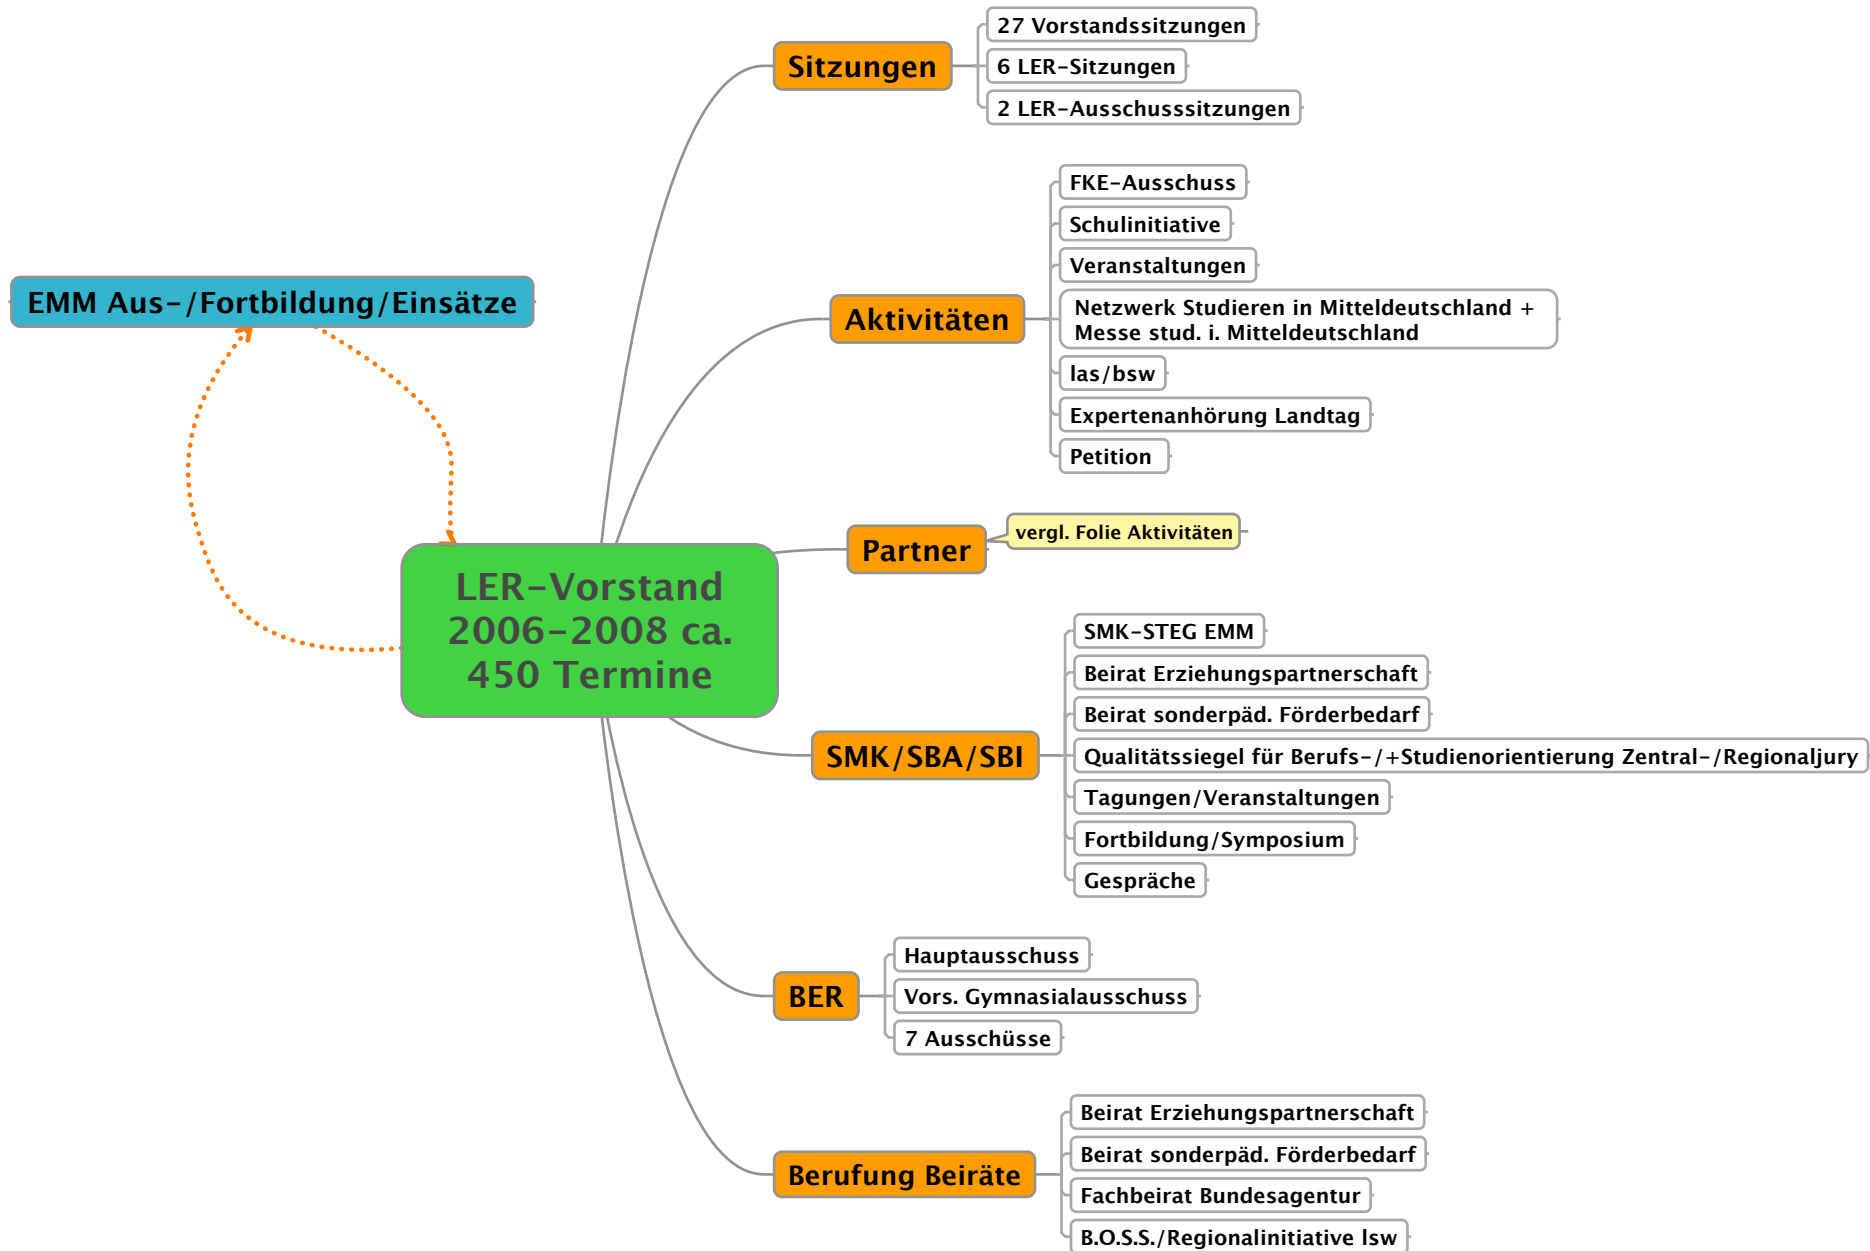 27 Vorstandssitzungen
Sitzungen
6 LER-Sitzungen
2 LER-Ausschusssitzungen
FKE-Ausschuss
Schulinitiative
Veranstaltungen
EMM Aus-/Fortbildung/Einsätze
Aktivitäten
Netzwerk Studieren in Mitteldeutschland +
Messe stud. i. Mitteldeutschland
las/bsw
Expertenanhörung Landtag
Petition
Partner
vergl. Folie Aktivitäten
LER-Vorstand
2006-2008 ca.
450 Termine
SMK-STEG EMM
Beirat Erziehungspartnerschaft
Beirat sonderpäd. Förderbedarf
SMK/SBA/SBI
Qualitätssiegel für Berufs-/+Studienorientierung Zentral-/Regionaljury
Tagungen/Veranstaltungen
Fortbildung/Symposium
Gespräche
Hauptausschuss
BER
Vors. Gymnasialausschuss
7 Ausschüsse
Beirat Erziehungspartnerschaft
Beirat sonderpäd. Förderbedarf
Berufung Beiräte
Fachbeirat Bundesagentur
B.O.S.S./Regionalinitiative lsw